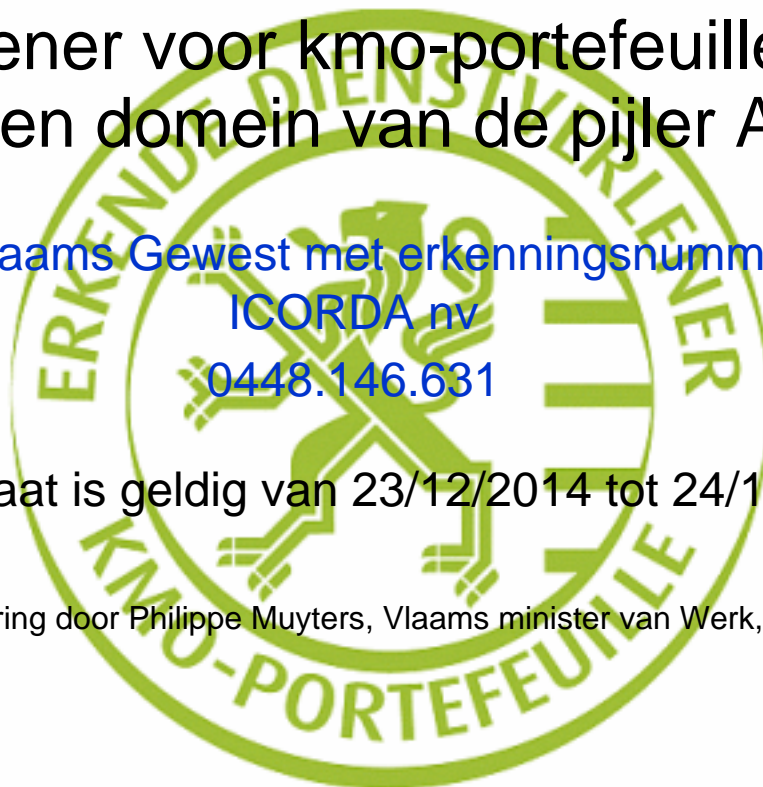 ener voor kmo-portefeuille
en domein van de pijler A
aams Gewest met erkenningsnumm
ICORDA nv
0448.146.631
aat is geldig van 23/12/2014 tot 24/1
ring door Philippe Muyters, Vlaams minister van Werk,
ERKENDE DIENSTVERLENER
KMO-PORTEFEUILLE